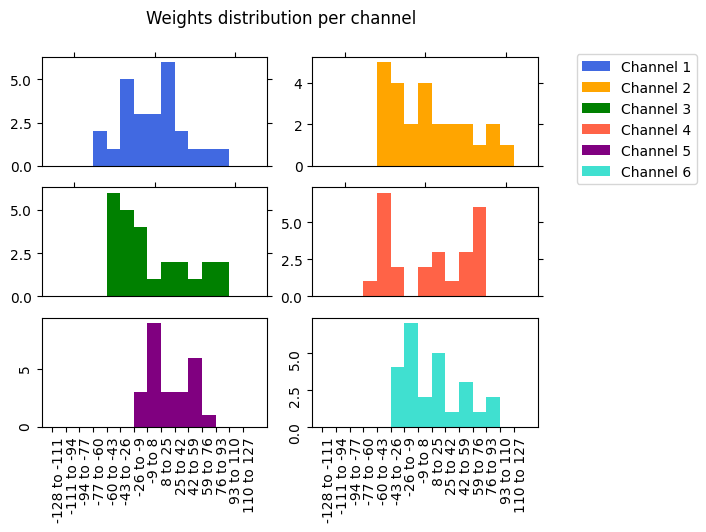 Weights distribution per channel
5.0
2.5
0.0
4
2
0
Channel 1
Channel 2
Channel 3
Channel 4
Channel 5
Channel 6
5.0
2.5
0.0
5.0
2.5
0.0
5
0
5.0
2.5
0.0
-128 to -111
-111 to -94
-94 to -77
-77 to -60
-60 to -43
-43 to -26
-26 to -9
-9 to 8
8 to 25
25 to 42
42 to 59
59 to 76
76 to 93
93 to 110
110 to 127
-128 to -111
-111 to -94
-94 to -77
-77 to -60
-60 to -43
-43 to -26
-26 to -9
-9 to 8
8 to 25
25 to 42
42 to 59
59 to 76
76 to 93
93 to 110
110 to 127